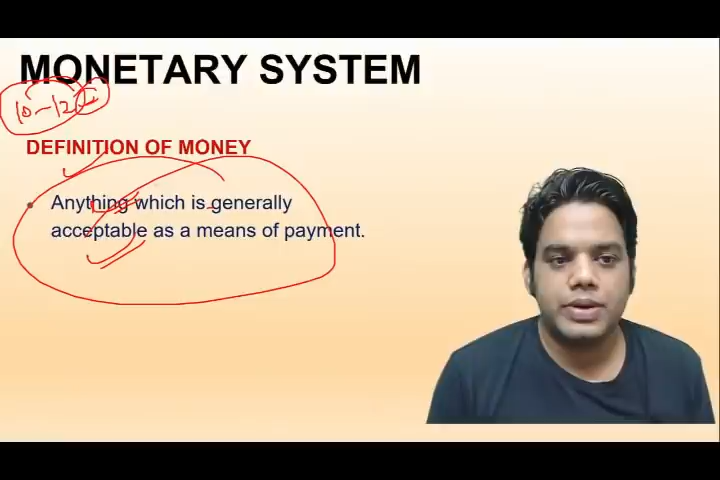 MONETARY SYSTEM
10-12
DEFINITION OF MONEY
• Anything which is generally
acceptable as a means of payment.